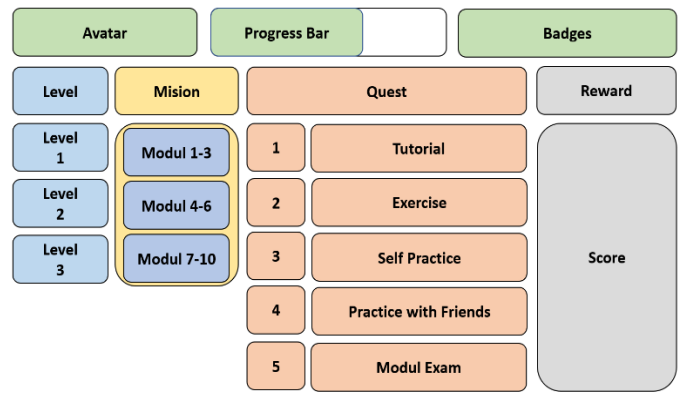 Avatar
Progress Bar
Badges
Level
Mision
Quest
Reward
Level
1
Modul 1-3
1
Tutorial
Level
2
Modul 4-6
2
Exercise
Level
3
Modul 7-10
3
Self Practice
Score
4
Practice with Friends
5
Modul Exam